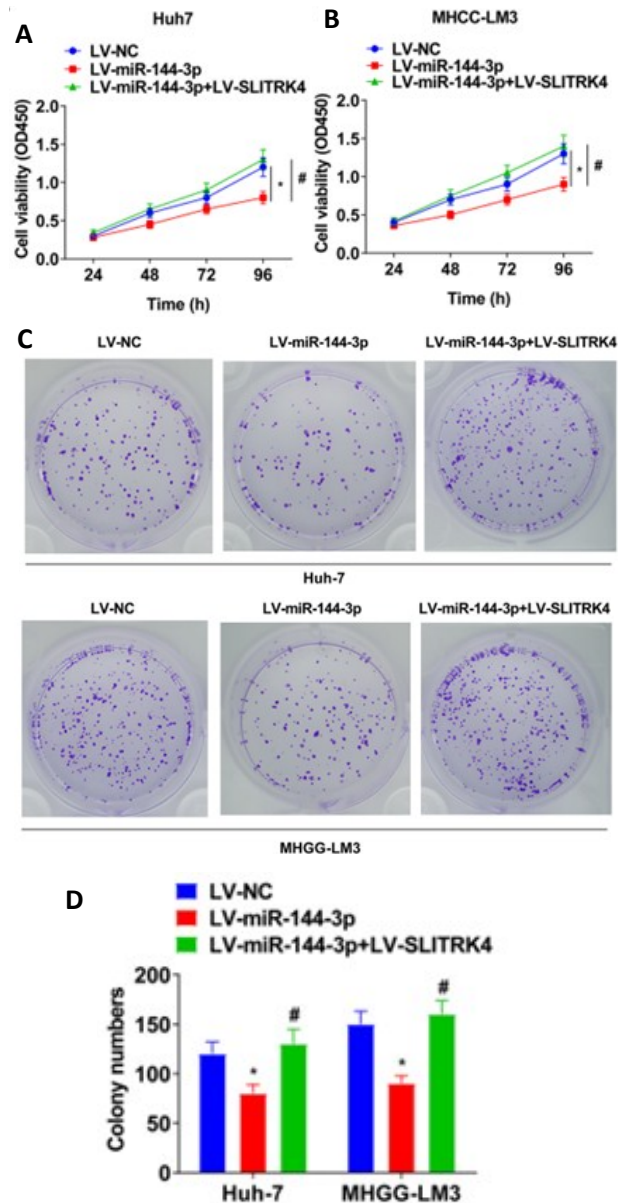 A
Huh7
LV-NC
LV-miR-144-3p
LV-miR-144-3p+LV-SLITRK4
Cell viability (OD450)
2.0
1.5
1.0
0.5
0.0
*
#
24 48 72 96
Time (h)
B
MHCC-LM3
LV-NC
LV-miR-144-3p
LV-miR-144-3p+LV-SLITRK4
Cell viability (OD450)
2.0
1.5
1.0
0.5
0.0
*
#
24 48 72 96
Time (h)
C
LV-NC LV-miR-144-3p LV-miR-144-3p+LV-SLITRK4
Huh-7
LV-NC LV-miR-144-3p LV-miR-144-3p+LV-SLITRK4
MHGG-LM3
D
LV-NC
LV-miR-144-3p
LV-miR-144-3p+LV-SLITRK4
Colony numbers
200
150
100
50
0
* # * #
Huh-7 MHGG-LM3